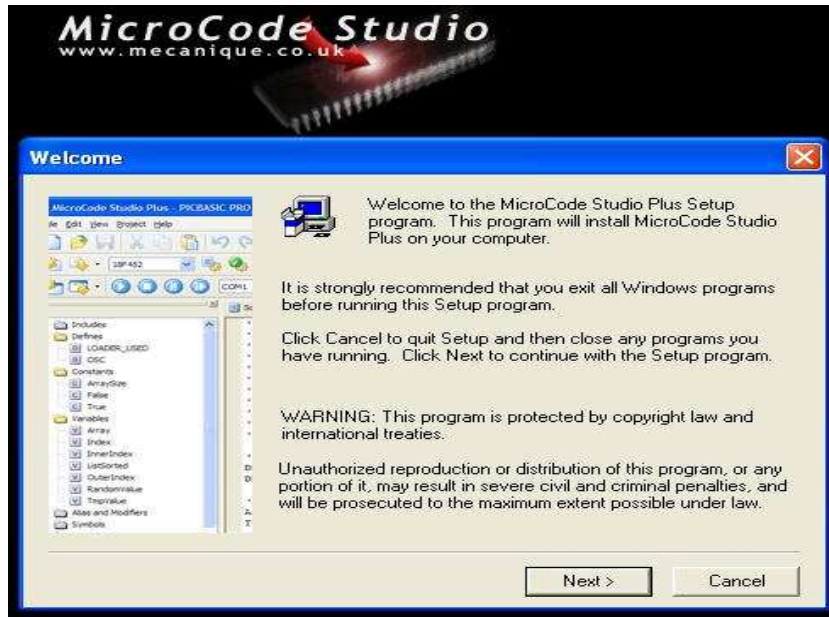 MicroCode Studio
www.mecanique.co.uk
Welcome
MicroCode Studio Plus - PICBASIC PRO
Edit View Project Help
18F452
COM1
Includes
Defines
LOADER_USED
OSC
Constants
ArraySize
False
True
Variables
Array
Index
InnerIndex
ListSorted
OuterIndex
RandomValue
TmpValue
Alias and Modifiers
Symbols
Welcome to the MicroCode Studio Plus Setup
program. This program will install MicroCode Studio
Plus on your computer.
It is strongly recommended that you exit all Windows programs
before running this Setup program.
Click Cancel to quit Setup and then close any programs you
have running. Click Next to continue with the Setup program.
WARNING: This program is protected by copyright law and
international treaties.
Unauthorized reproduction or distribution of this program, or any
portion of it, may result in severe civil and criminal penalties, and
will be prosecuted to the maximum extent possible under law.
Next >
Cancel